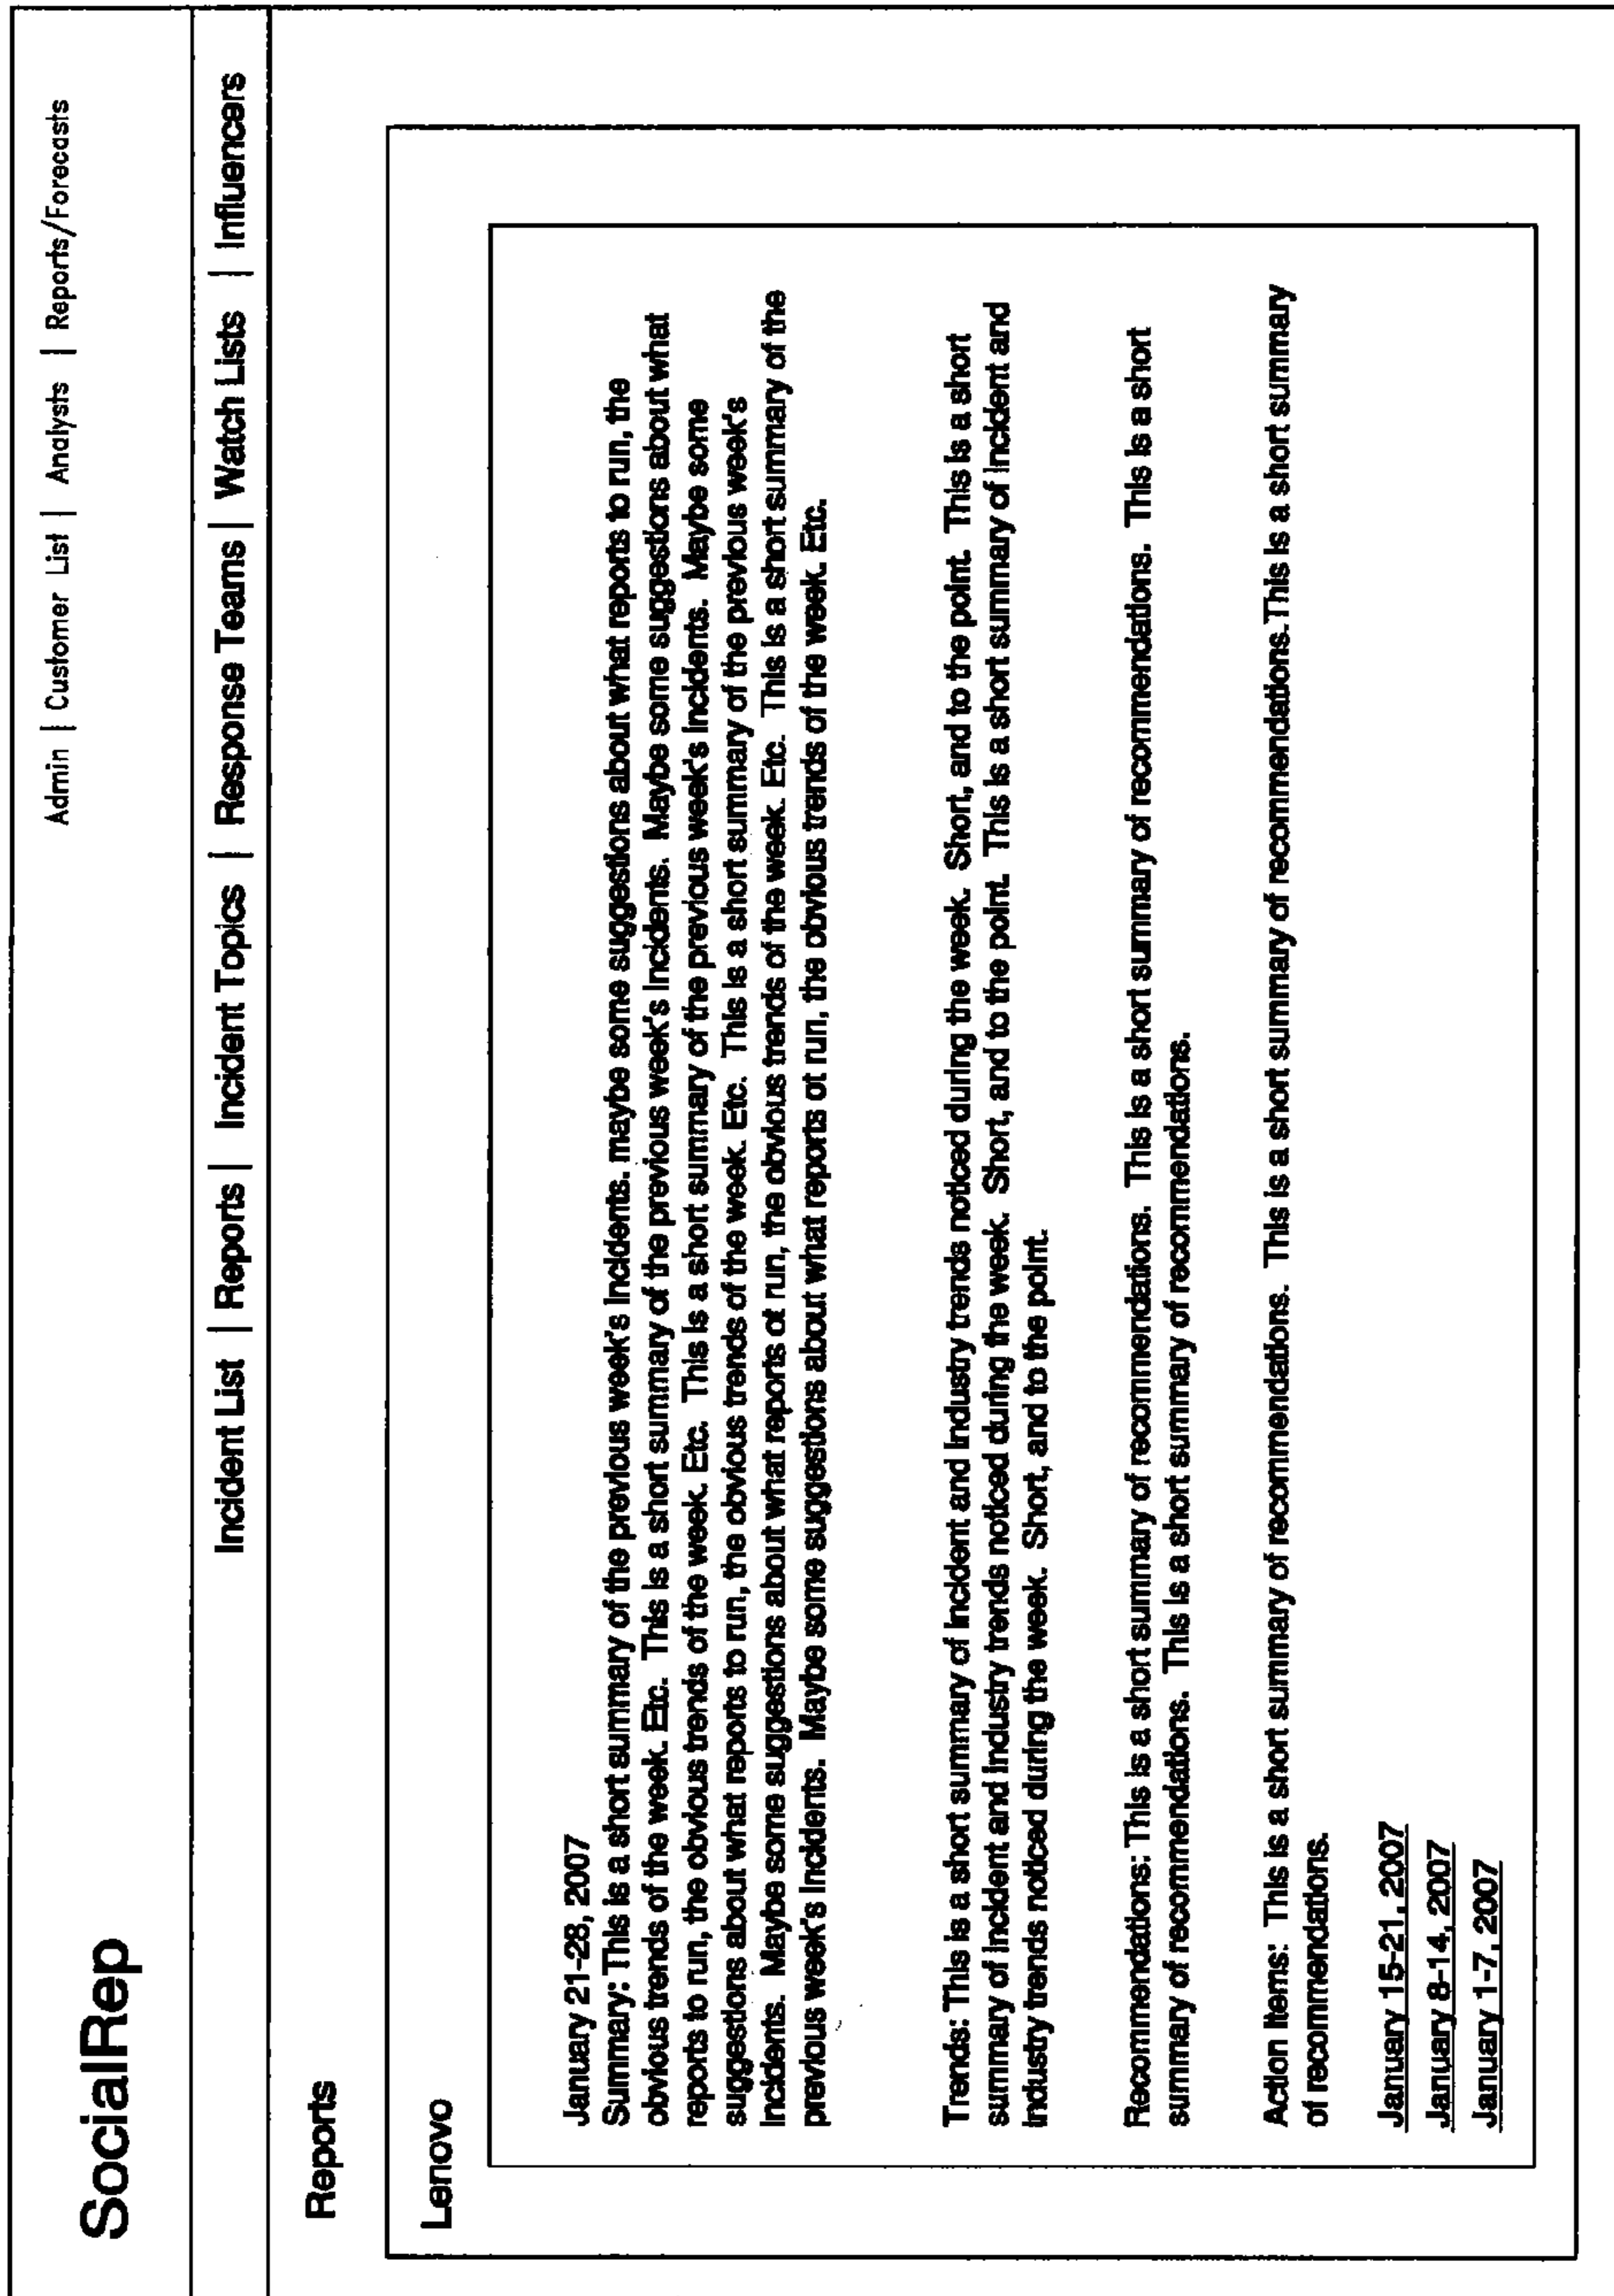 SocialRep
Admin | Customer List | Analysts | Reports/Forecasts
Incident List | Reports | Incident Topics | Response Teams | Watch Lists | Influencers
Reports
Lenovo
January 21-28, 2007
Summary: This is a short summary of the previous week's incidents. maybe some suggestions about what reports to run, the
obvious trends of the week. Etc. This is a short summary of the previous week's incidents. Maybe some suggestions about what
reports to run, the obvious trends of the week. Etc. This is a short summary of the previous week's incidents. Maybe some
suggestions about what reports to run, the obvious trends of the week. Etc. This is a short summary of the previous week's
incidents. Maybe some suggestions about what reports ot run, the obvious trends of the week. Etc. This is a short summary of the
previous week's incidents. Maybe some suggestions about what reports ot run, the obvious trends of the week. Etc.
Trends: This is a short summary of incident and industry trends noticed during the week. Short, and to the point. This is a short
summary of incident and industry trends noticed during the week. Short, and to the point. This is a short summary of incident and
industry trends noticed during the week. Short, and to the point.
Recommendations: This is a short summary of recommendations. This is a short summary of recommendations. This is a short
summary of recommendations. This is a short summary of recommendations.
Action items: This is a short summary of recommendations. This is a short summary of recommendations.This is a short summary
of recommendations.
January 15-21, 2007
January 8-14, 2007
January 1-7, 2007